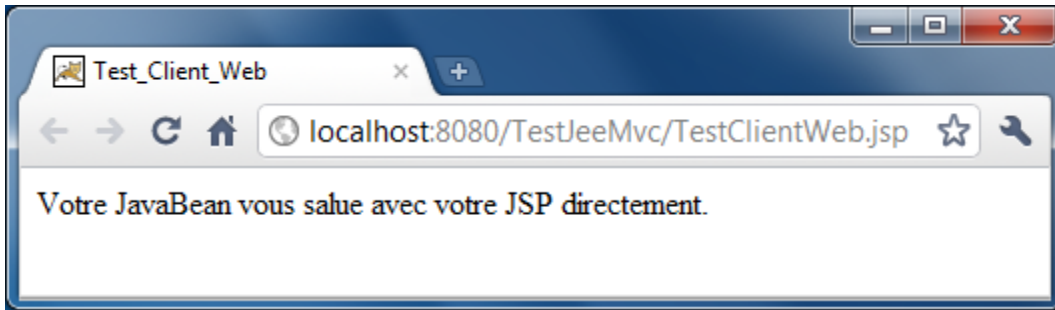 Test_Client_Web
localhost:8080/TestJeeMvc/TestClientWeb.jsp
Votre JavaBean vous salue avec votre JSP directement.